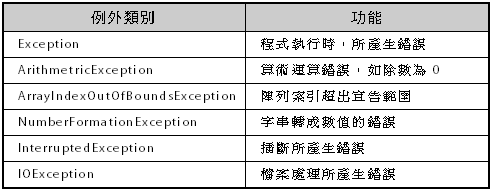 例外類別 功能
Exception 程式執行時，所產生錯誤
ArithmetricException 算術運算錯誤，如除數為 0
ArrayIndexOutOfBoundsException 陣列索引超出宣告範圍
NumberFormationException 字串轉成數值的錯誤
InterruptedException 插斷所產生錯誤
IOException 檔案處理所產生錯誤